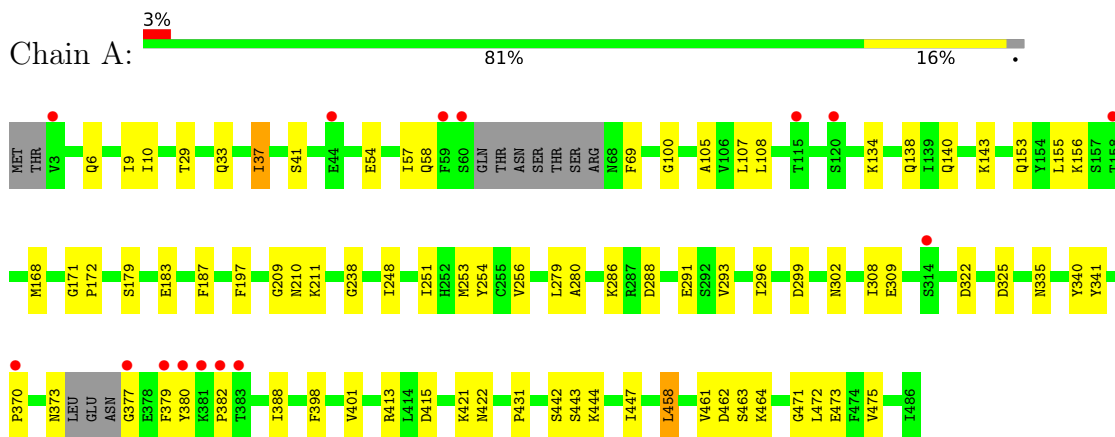 3%
Chain A:
81%
16%
•
MET THR V3 Q6 I9 I10 T29 Q33 I37 S41 E44 E54 I57 Q58 F59 S60 GLN THR ASN SER THR SER ARG N68 F69 G100 A105 V106 L107 L108 T115 S120 K134 Q138 I139 Q140 K143 Q153 Y154 L155 K156 S157 T158
M168 G171 P172 S179 E183 F187 F197 G209 N210 K211 G238 I248 I251 H252 M253 Y254 C255 V256 L279 A280 K286 R287 D288 E291 S292 V293 I296 D299 N302 I308 E309 S314 D322 D325 N335 Y340 Y341
P370 N373 LEU GLU ASN G377 E378 F379 Y380 K381 P382 T383 I388 F398 V401 R413 L414 D415 K421 N422 P431 S442 S443 K444 I447 L458 V461 D462 S463 K464 G471 L472 E473 F474 V475 I486